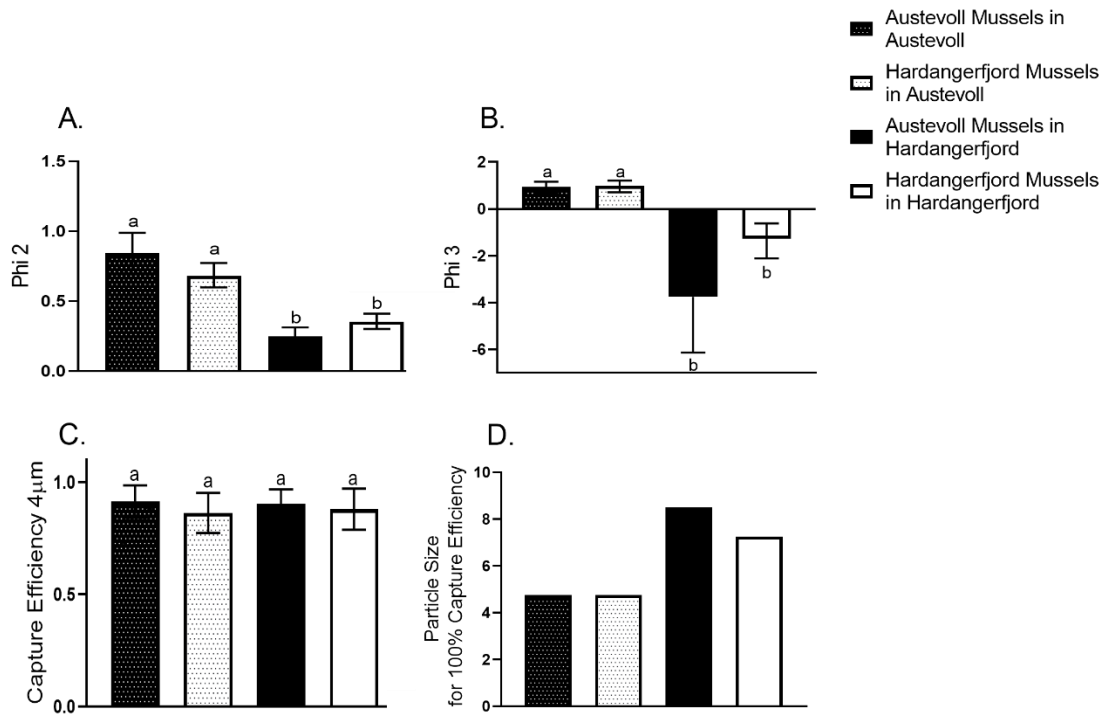 Austevoll Mussels in
Austevoll
Hardangerfjord Mussels
in Austevoll
Austevoll Mussels in
Hardangerfjord
Hardangerfjord Mussels
in Hardangerfjord
A.
Phi 2
1.5
1.0
0.5
0.0
a
a
b
b
B.
Phi 3
2
0
-2
-4
-6
a
a
b
b
C.
Capture Efficiency 4μm
1.0
0.5
0.0
a
a
a
a
D.
Particle Size
for 100% Capture Efficiency
10
8
6
4
2
0